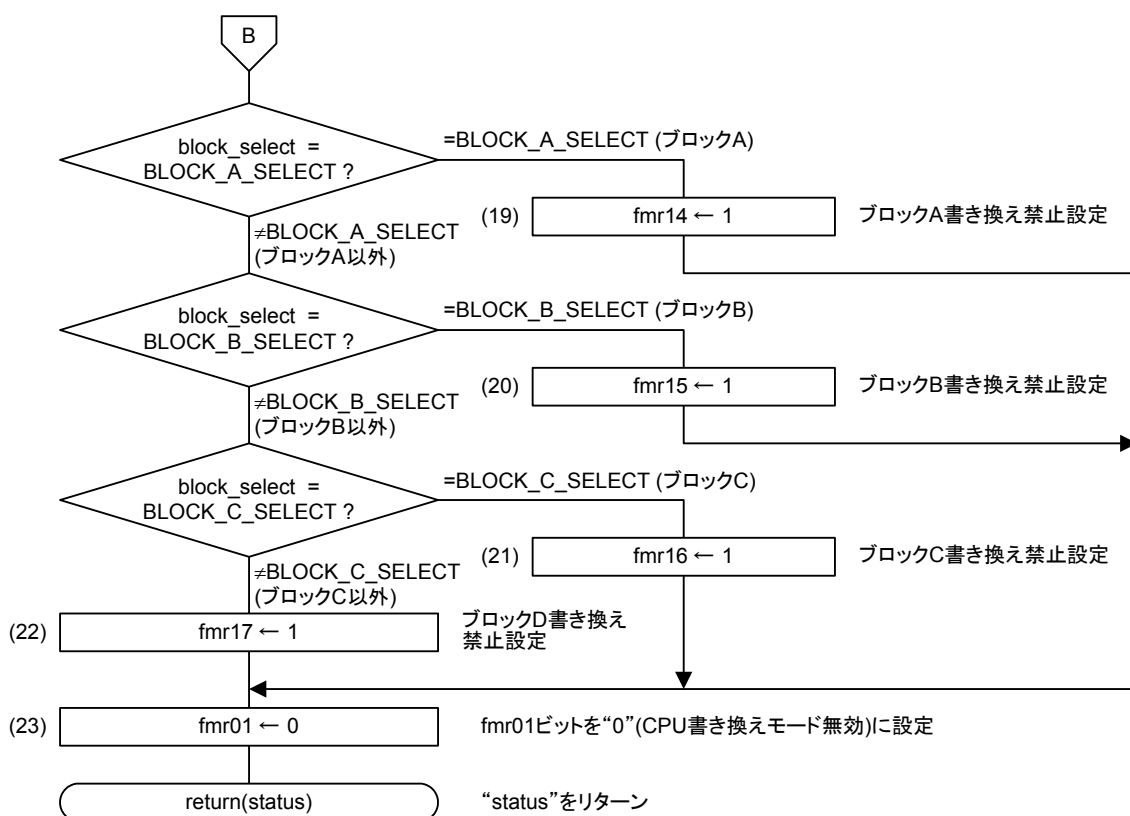 B
block_select =
BLOCK_A_SELECT ?
=BLOCK_A_SELECT (ブロックA)
(19)
fmr14 ← 1
ブロックA書き換え禁止設定
≠BLOCK_A_SELECT
(ブロックA以外)
block_select =
BLOCK_B_SELECT ?
=BLOCK_B_SELECT (ブロックB)
(20)
fmr15 ← 1
ブロックB書き換え禁止設定
≠BLOCK_B_SELECT
(ブロックB以外)
block_select =
BLOCK_C_SELECT ?
=BLOCK_C_SELECT (ブロックC)
(21)
fmr16 ← 1
ブロックC書き換え禁止設定
≠BLOCK_C_SELECT
(ブロックC以外)
(22)
fmr17 ← 1
ブロックD書き換え
禁止設定
(23)
fmr01 ← 0
fmr01ビットを“0”(CPU書き換えモード無効)に設定
return(status)
“status”をリターン